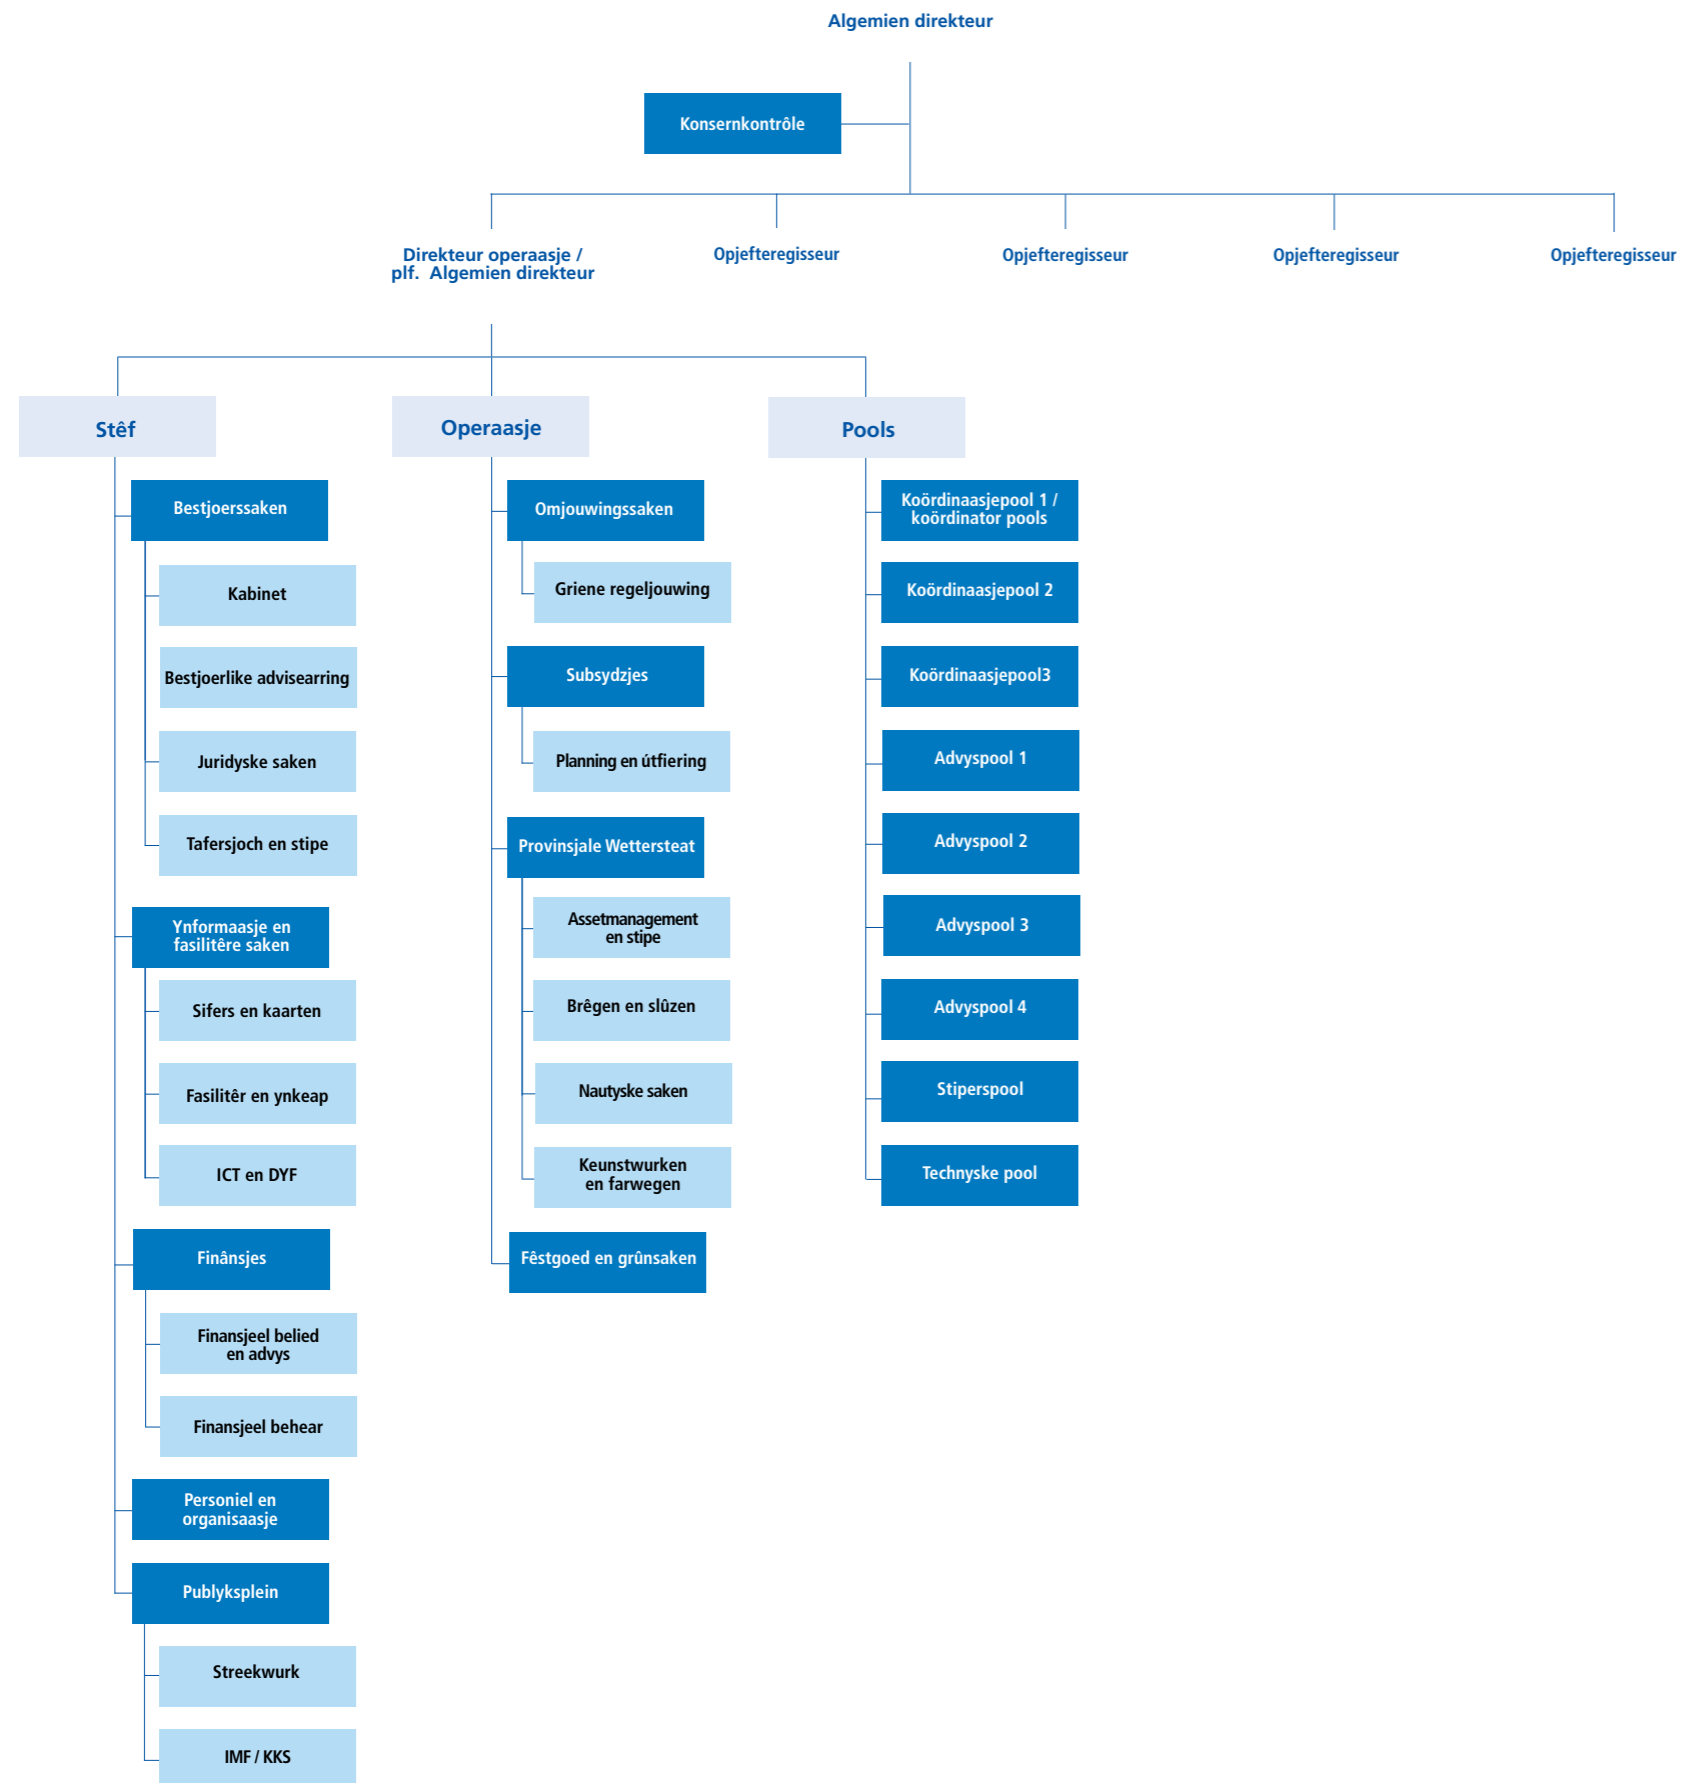 Algemien direkteur
Konsernkontrôle
Direkteur operaasje /
plf. Algemien direkteur
Opjefteregisseur
Opjefteregisseur
Opjefteregisseur
Opjefteregisseur
Stêf
Bestjoerssaken
Kabinet
Bestjoerlike advisearring
Juridyske saken
Tafersjoch en stipe
Ynformaasje en
fasilitêre saken
Sifers en kaarten
Fasilitêr en ynkeap
ICT en DYF
Finânsjes
Finansjeel belied
en advys
Finansjeel behear
Personiel en
organisaasje
Publyksplein
Streekwurk
IMF / KKS
Operaasje
Omjouwingssaken
Griene regeljouwing
Subsydzjes
Planning en útfiering
Provinsjale Wettersteat
Assetmanagement
en stipe
Brêgen en slûzen
Nautyske saken
Keunstwurken
en farwegen
Fêstgoed en grûnsaken
Pools
Koördinaasjepool 1 /
koördinator pools
Koördinaasjepool 2
Koördinaasjepool3
Advyspool 1
Advyspool 2
Advyspool 3
Advyspool 4
Stiperspool
Technyske pool